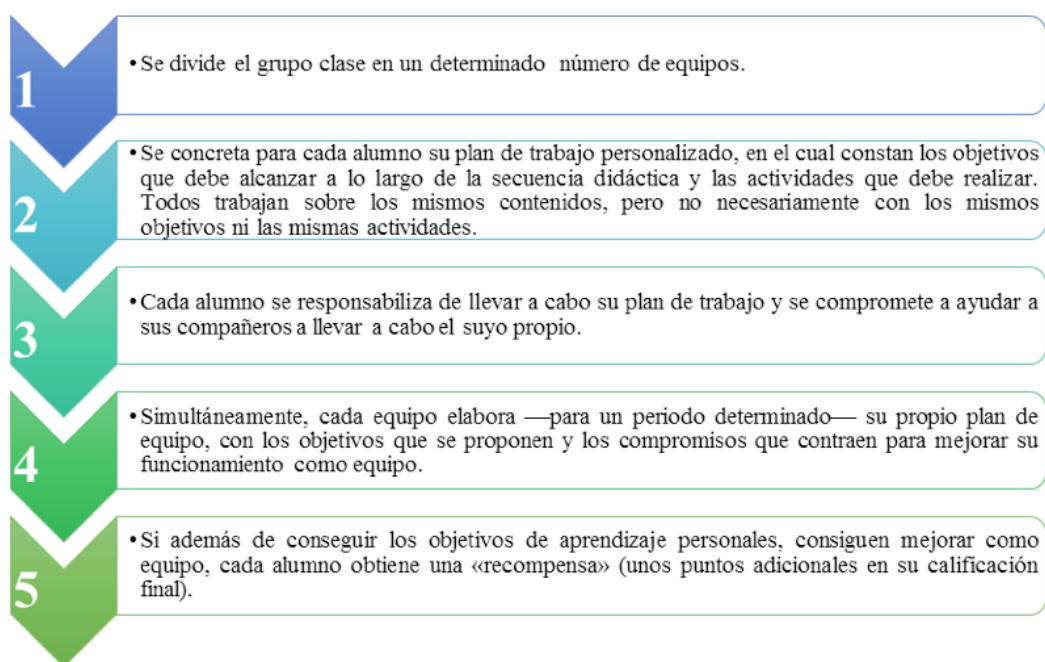 1
• Se divide el grupo clase en un determinado número de equipos.
2
• Se concreta para cada alumno su plan de trabajo personalizado, en el cual constan los objetivos
que debe alcanzar a lo largo de la secuencia didáctica y las actividades que debe realizar.
Todos trabajan sobre los mismos contenidos, pero no necesariamente con los mismos
objetivos ni las mismas actividades.
3
• Cada alumno se responsabiliza de llevar a cabo su plan de trabajo y se compromete a ayudar a
sus compañeros a llevar a cabo el suyo propio.
4
• Simultáneamente, cada equipo elabora —para un periodo determinado— su propio plan de
equipo, con los objetivos que se proponen y los compromisos que contraen para mejorar su
funcionamiento como equipo.
5
• Si además de conseguir los objetivos de aprendizaje personales, consiguen mejorar como
equipo, cada alumno obtiene una «recompensa» (unos puntos adicionales en su calificación
final).